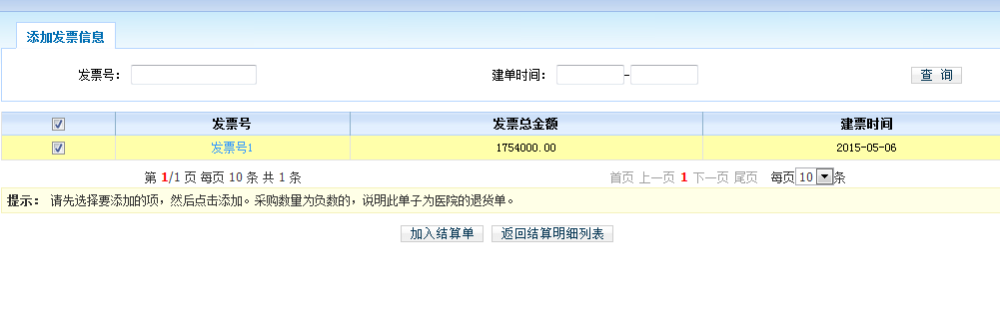 添加发票信息
发票号： 建单时间： - 查 询
发票号 发票总金额 建票时间
发票号1 1754000.00 2015-05-06
第 1/1 页 每页 10 条 共 1 条 首页 上一页 1 下一页 尾页 每页 10 条
提示： 请先选择要添加的项，然后点击添加。采购数量为负数的，说明此单子为医院的退货单。
加入结算单 返回结算明细列表